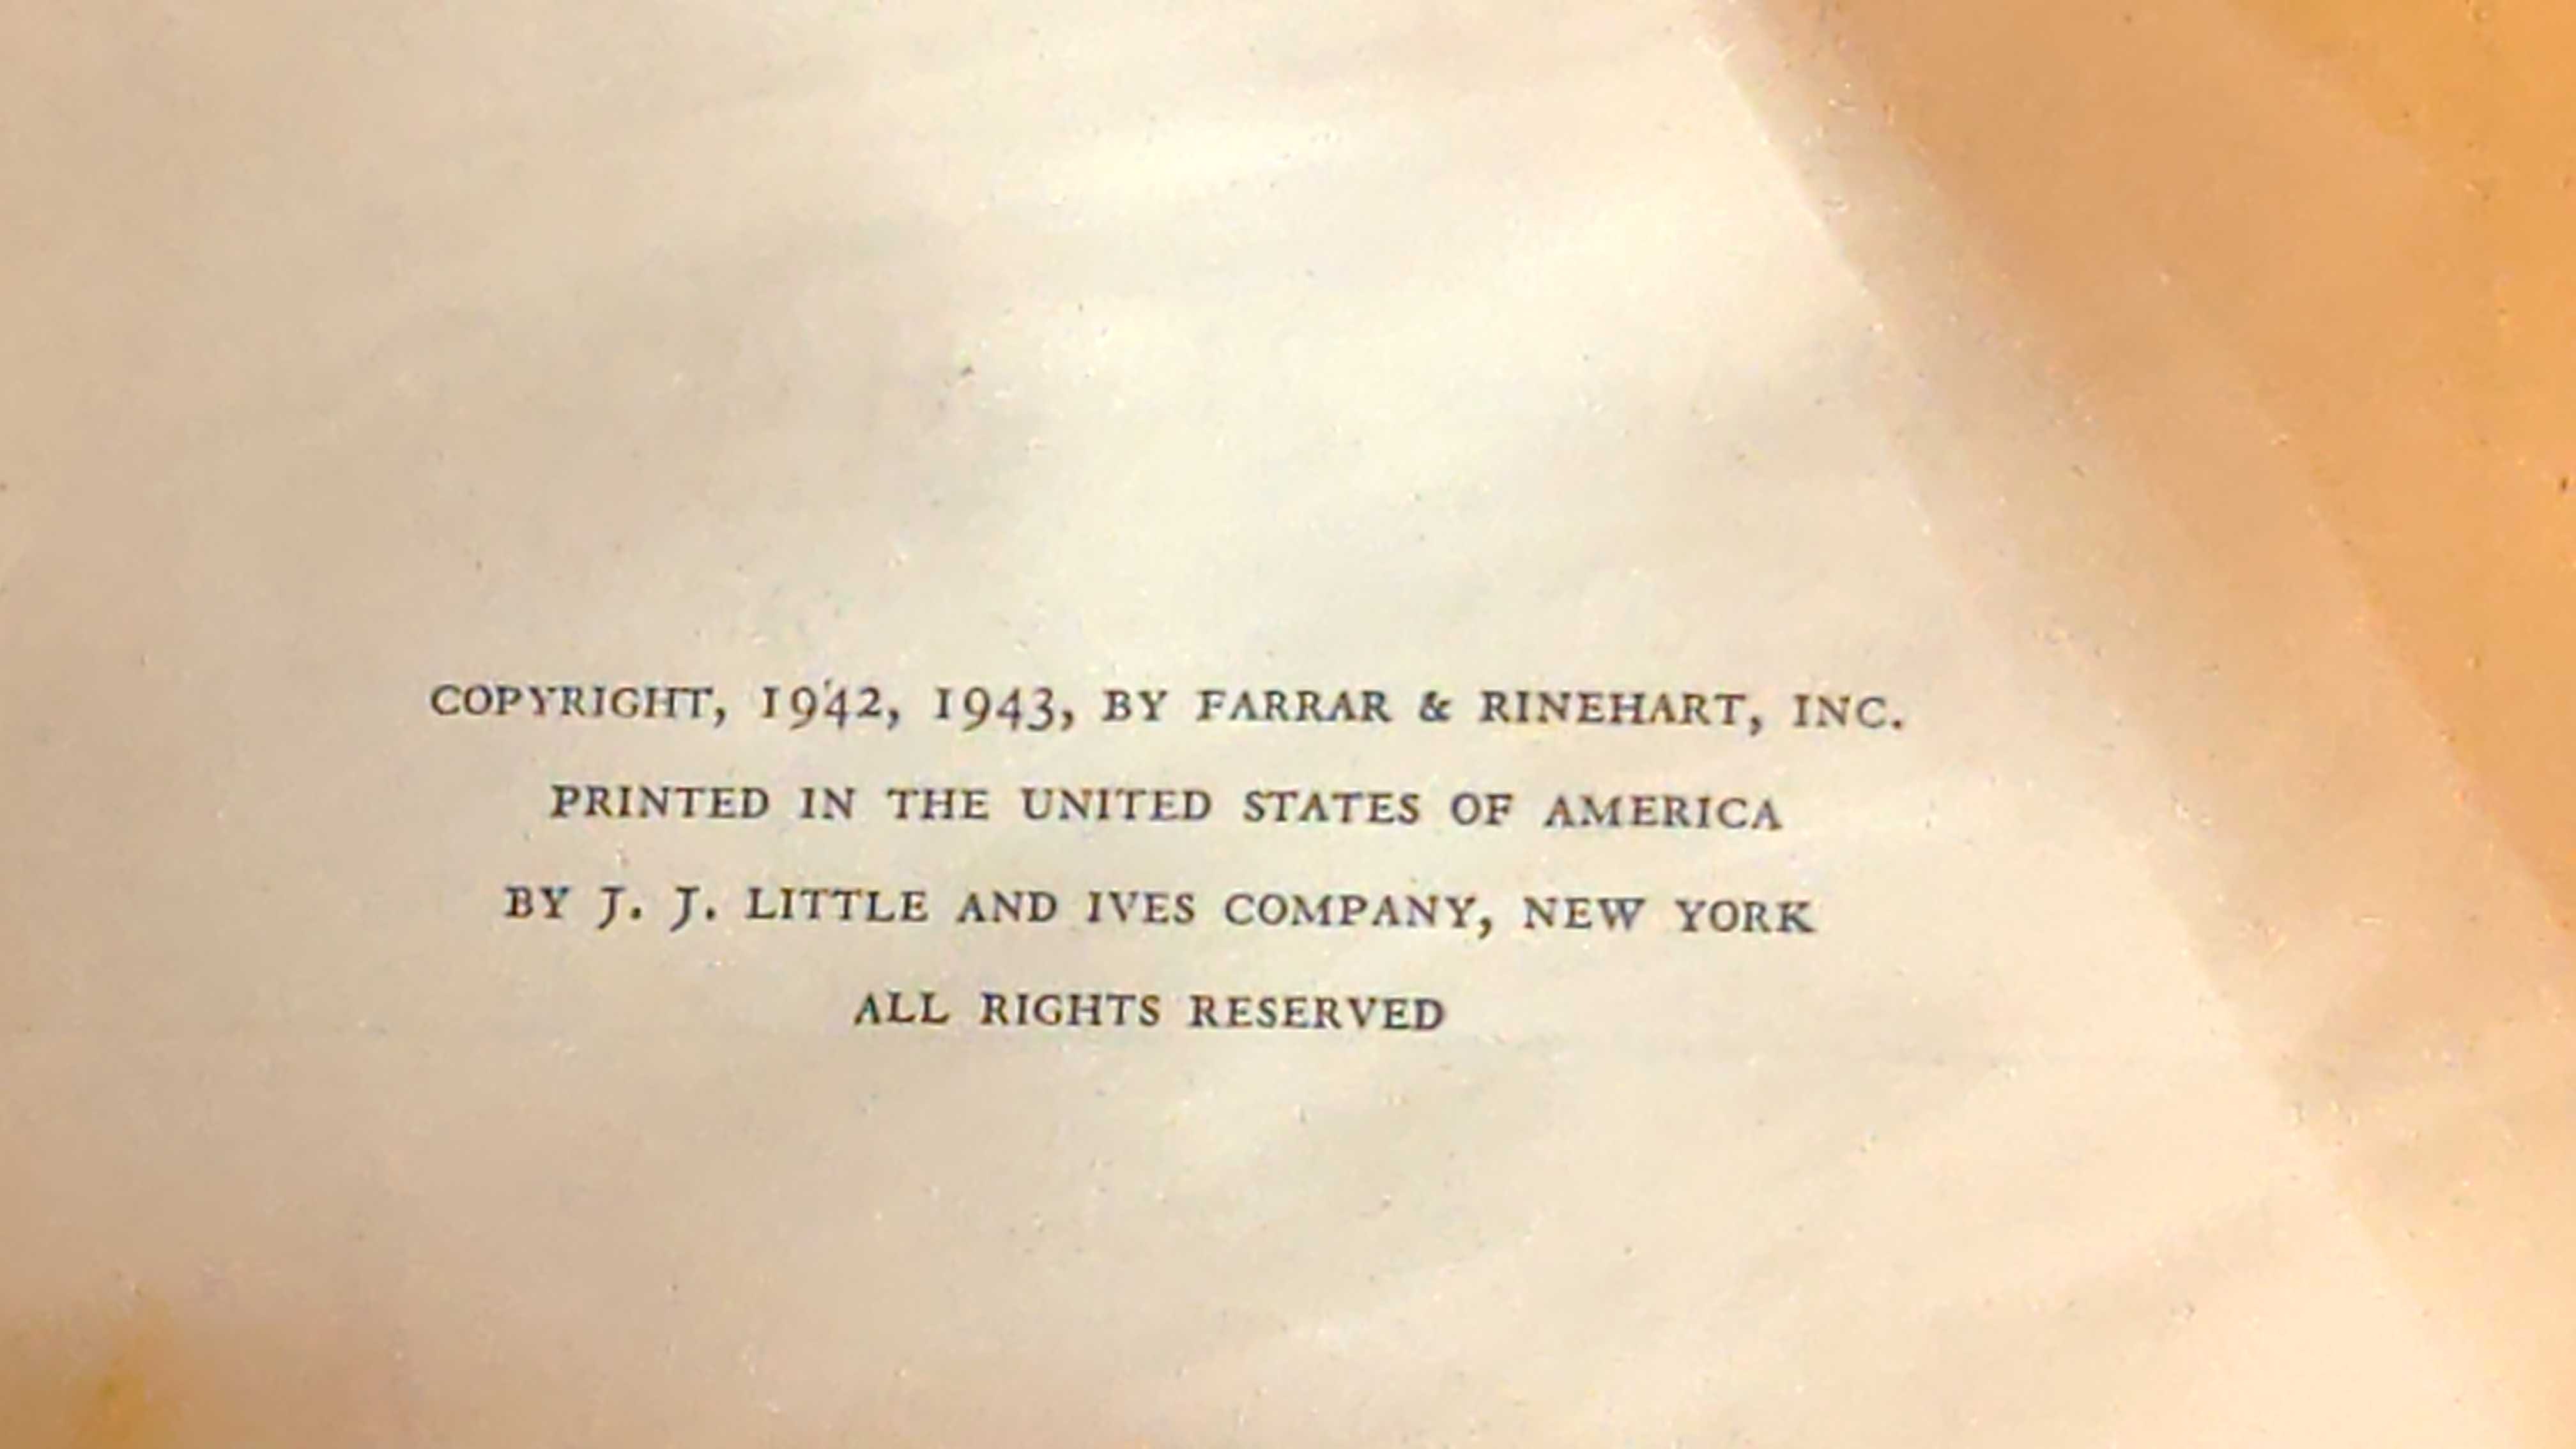 COPYRIGHT, 1942, 1943, BY FARRAR & RINEHART, INC.
PRINTED IN THE UNITED STATES OF AMERICA
BY J. J. LITTLE AND IVES COMPANY, NEW YORK
ALL RIGHTS RESERVED